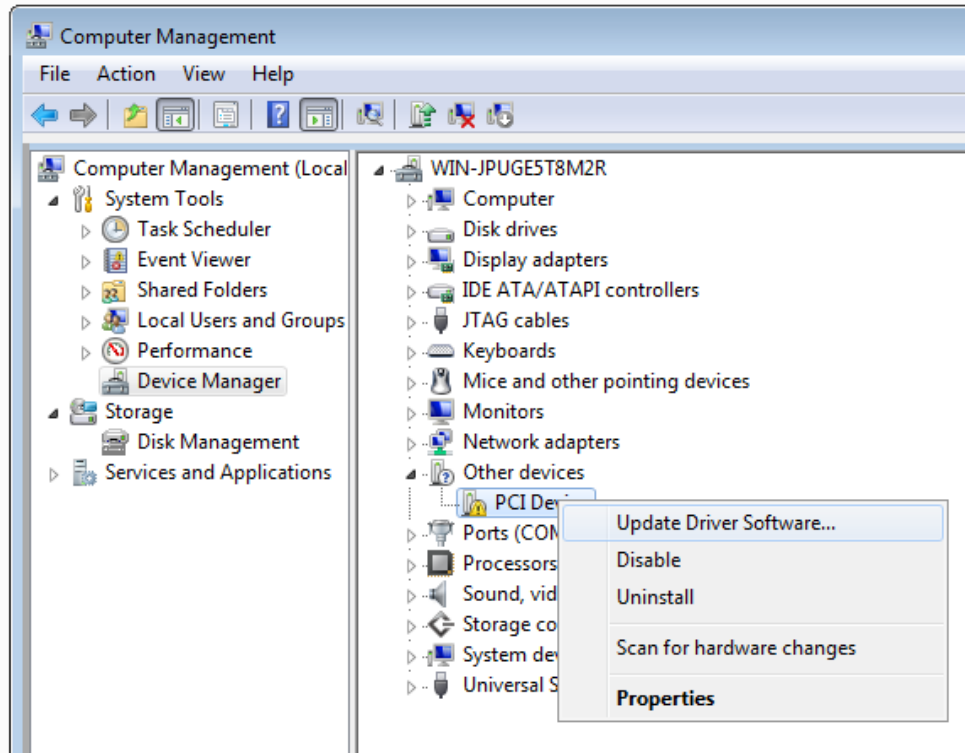 Computer Management
File Action View Help
Computer Management (Local
System Tools
Task Scheduler
Event Viewer
Shared Folders
Local Users and Groups
Performance
Device Manager
Storage
Disk Management
Services and Applications
WIN-JPUGE5T8M2R
Computer
Disk drives
Display adapters
IDE ATA/ATAPI controllers
JTAG cables
Keyboards
Mice and other pointing devices
Monitors
Network adapters
Other devices
PCI Devi
Ports (COM
Processors
Sound, vid
Storage co
System dev
Universal S
Update Driver Software...
Disable
Uninstall
Scan for hardware changes
Properties